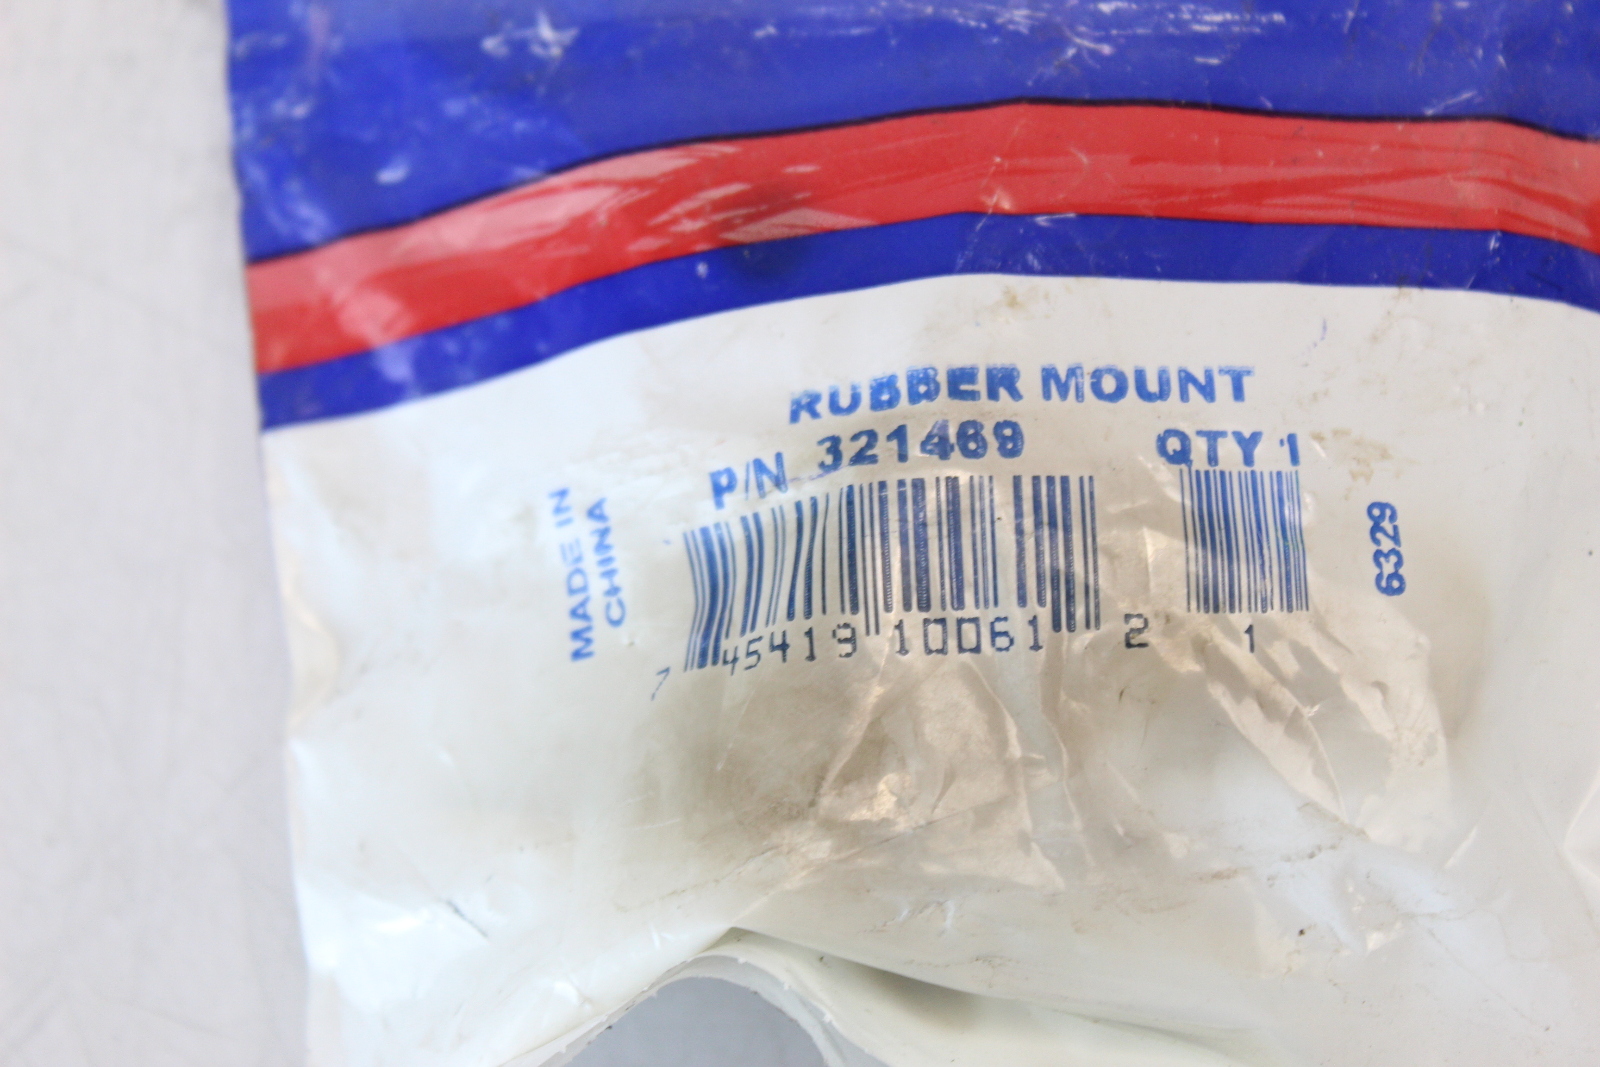 RUBBER MOUNT
P/N 321469 QTY 1
MADE IN
CHINA
7 45419 10061 2 1
6329